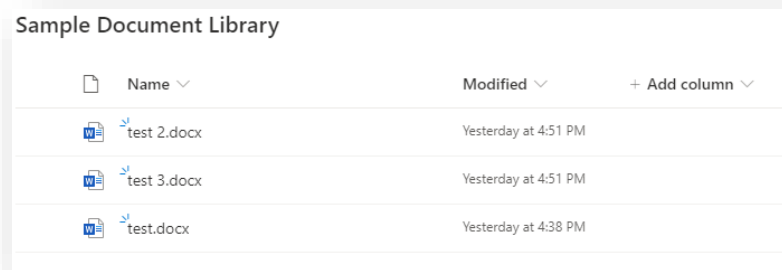 Sample Document Library
Name Modified + Add column
test 2.docx Yesterday at 4:51 PM
test 3.docx Yesterday at 4:51 PM
test.docx Yesterday at 4:38 PM